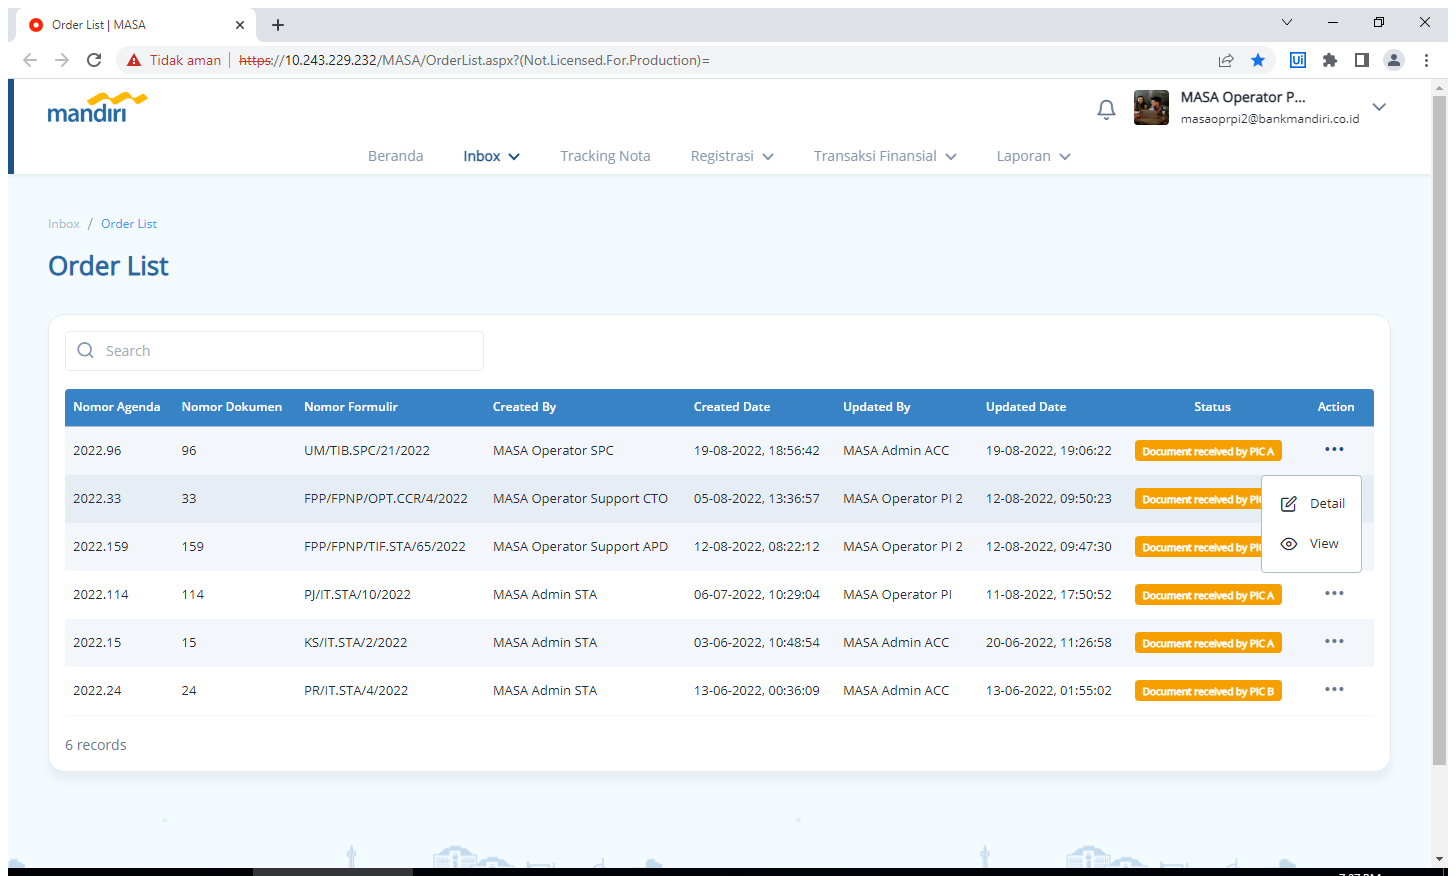 Order List | MASA
Tidak aman https://10.243.229.232/MASA/OrderList.aspx?(Not.Licensed.For.Production)=
mandiri
MASA Operator P...
masaoprpi2@bankmandiri.co.id
Beranda Inbox Tracking Nota Registrasi Transaksi Finansial Laporan
Inbox / Order List
Order List
Search
Nomor Agenda Nomor Dokumen Nomor Formulir Created By Created Date Updated By Updated Date Status Action
2022.96 96 UM/TIB.SPC/21/2022 MASA Operator SPC 19-08-2022, 18:56:42 MASA Admin ACC 19-08-2022, 19:06:22 Document received by PIC A
2022.33 33 FPP/FPNP/OPT.CCR/4/2022 MASA Operator Support CTO 05-08-2022, 13:36:57 MASA Operator PI 2 12-08-2022, 09:50:23 Document received by Detail
2022.159 159 FPP/FPNP/TIF.STA/65/2022 MASA Operator Support APD 12-08-2022, 08:22:12 MASA Operator PI 2 12-08-2022, 09:47:30 Document received by View
2022.114 114 PJ/IT.STA/10/2022 MASA Admin STA 06-07-2022, 10:29:04 MASA Operator PI 11-08-2022, 17:50:52 Document received by PIC A
2022.15 15 KS/IT.STA/2/2022 MASA Admin STA 03-06-2022, 10:48:54 MASA Admin ACC 20-06-2022, 11:26:58 Document received by PIC A
2022.24 24 PR/IT.STA/4/2022 MASA Admin STA 13-06-2022, 00:36:09 MASA Admin ACC 13-06-2022, 01:55:02 Document received by PIC B
6 records